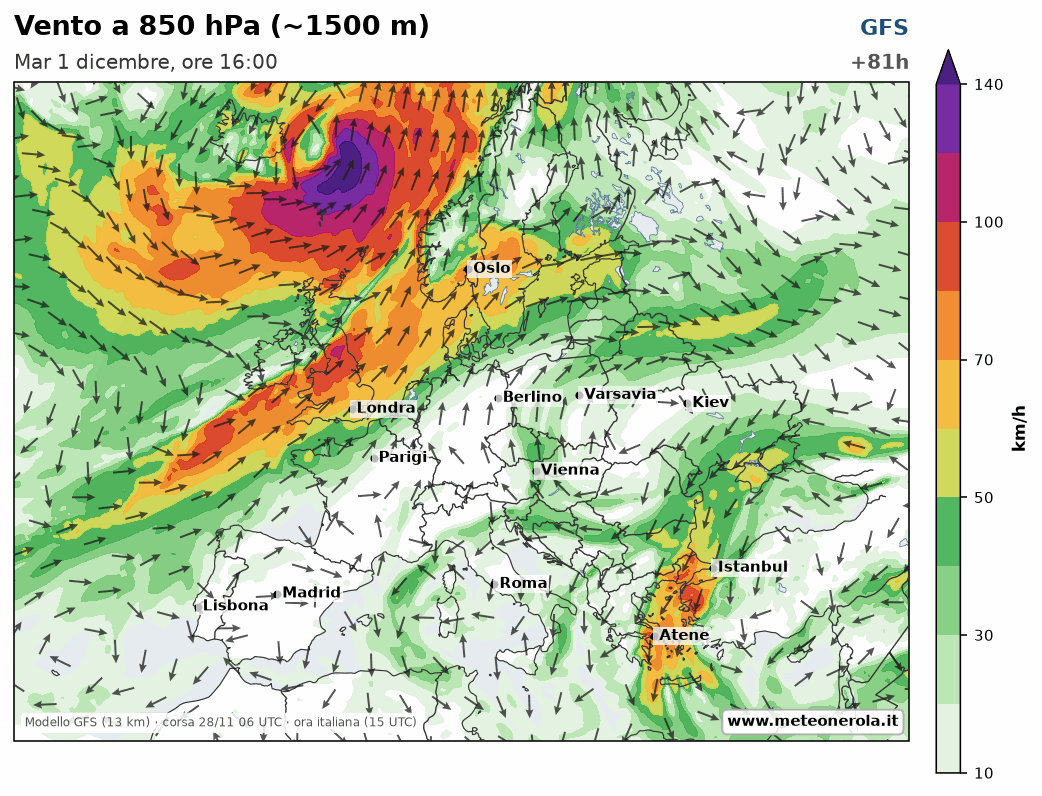 Vento a 850 hPa (~1500 m)
GFS
Mar 1 dicembre, ore 16:00
+81h
140
100
70
50
30
10
km/h
Oslo
Londra
Berlino
Varsavia
Kiev
Parigi
Vienna
Istanbul
Roma
Madrid
Lisbona
Atene
Modello GFS (13 km) · corsa 28/11 06 UTC · ora italiana (15 UTC)
www.meteonerola.it